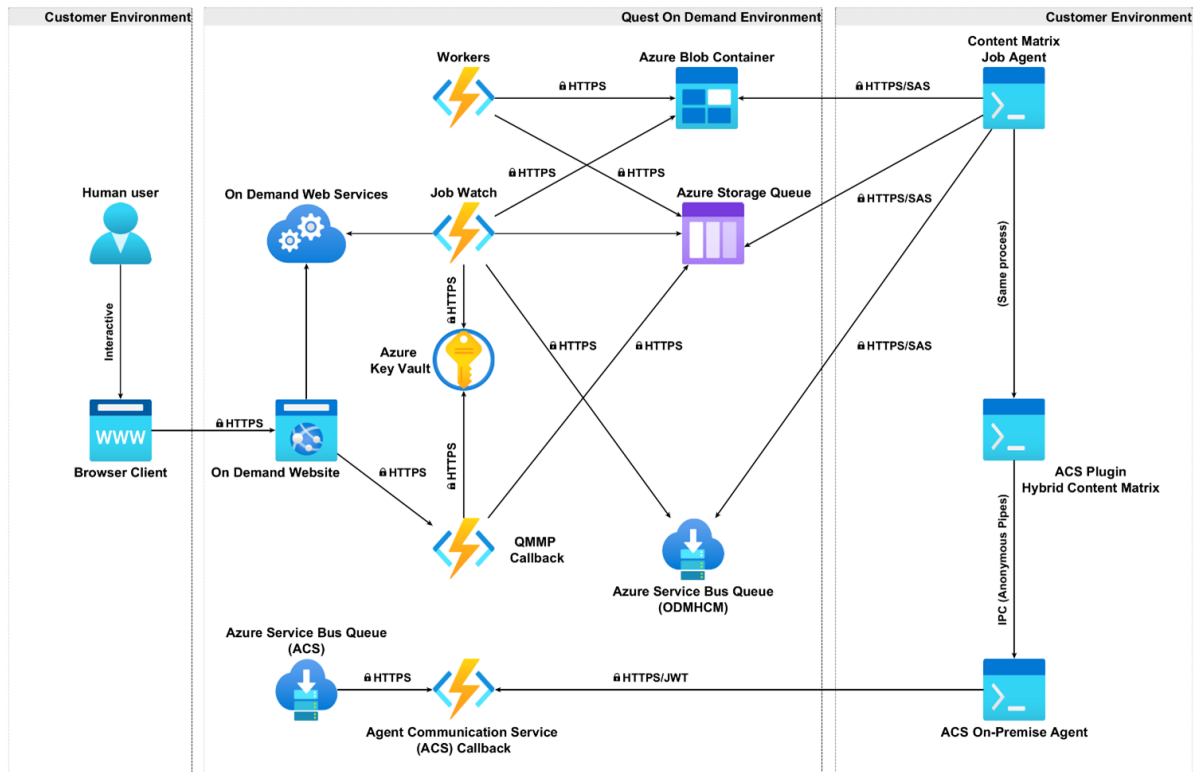 Customer Environment
Quest On Demand Environment
Customer Environment
Workers
Azure Blob Container
Content Matrix
Job Agent
HTTPS
HTTPS/SAS
HTTPS
HTTPS
Human user
On Demand Web Services
Job Watch
Azure Storage Queue
HTTPS/SAS
(Same process)
Interactive
HTTPS
Azure
Key Vault
HTTPS
HTTPS
HTTPS/SAS
WWW
HTTPS
Browser Client
On Demand Website
HTTPS
HTTPS
ACS Plugin
Hybrid Content Matrix
QMMP
Callback
IPC (Anonymous Pipes)
Azure Service Bus Queue
(ODMHCM)
Azure Service Bus Queue
(ACS)
HTTPS
HTTPS/JWT
Agent Communication Service
(ACS) Callback
ACS On-Premise Agent